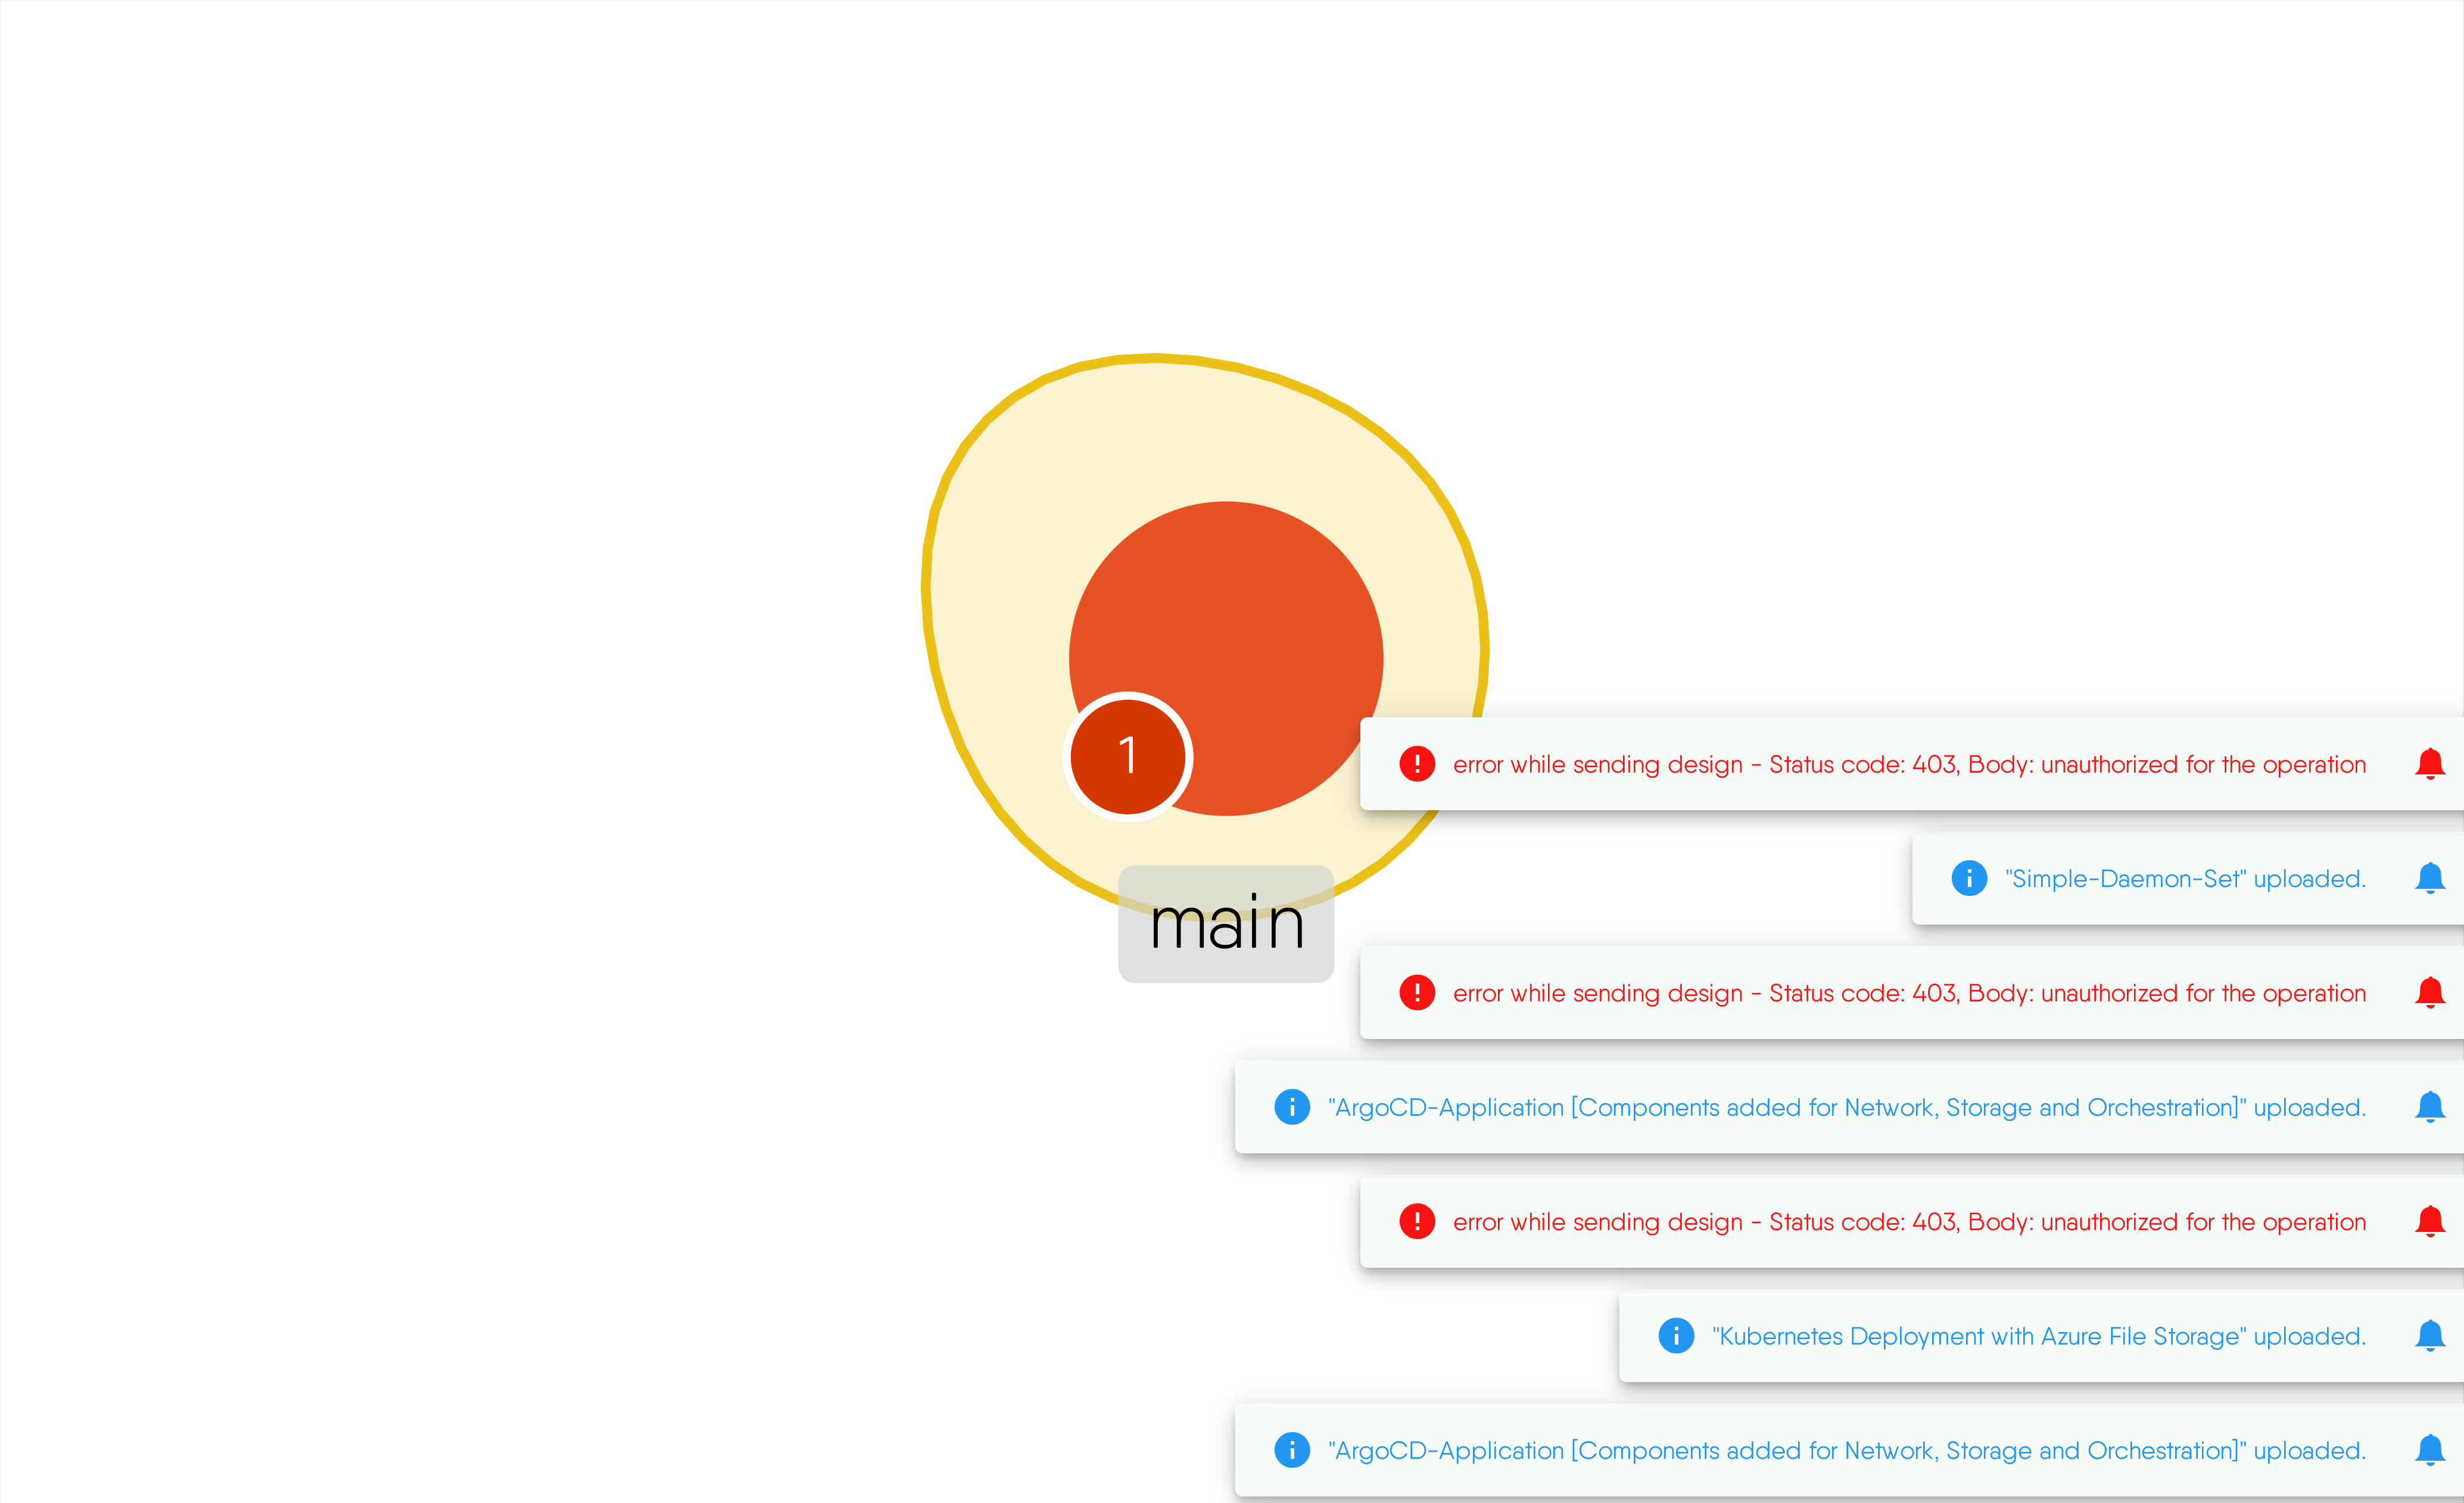 1
main
error while sending design - Status code: 403, Body: unauthorized for the operation
"Simple-Daemon-Set" uploaded.
error while sending design - Status code: 403, Body: unauthorized for the operation
"ArgoCD-Application [Components added for Network, Storage and Orchestration]" uploaded.
error while sending design - Status code: 403, Body: unauthorized for the operation
"Kubernetes Deployment with Azure File Storage" uploaded.
"ArgoCD-Application [Components added for Network, Storage and Orchestration]" uploaded.